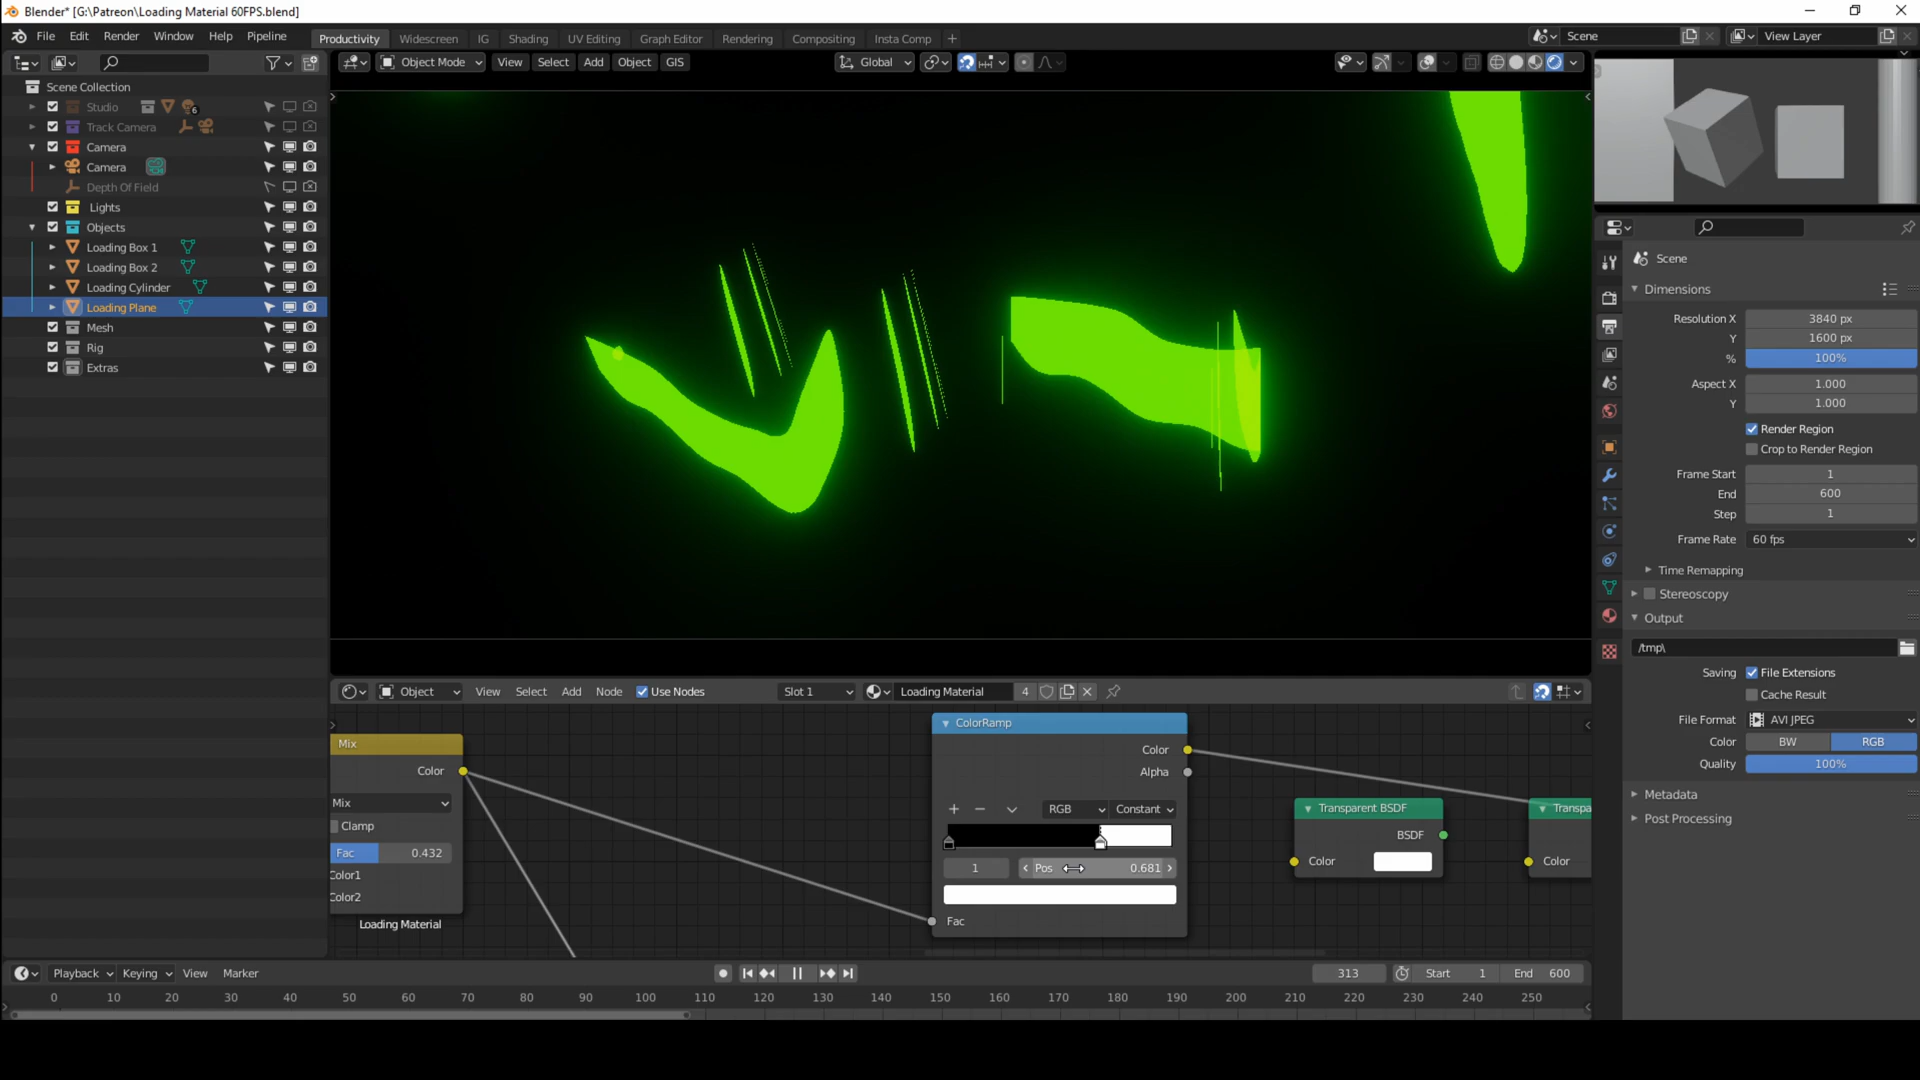 Blender* [G:\Patreon\Loading Material 60FPS.blend]
File Edit Render Window Help Pipeline
Productivity Widescreen IG Shading UV Editing Graph Editor Rendering Compositing Insta Comp +
Scene
View Layer
Object Mode View Select Add Object GIS
Global
Scene Collection
Studio 6
Track Camera
Camera
Camera
Depth Of Field
Lights
Objects
Loading Box 1
Loading Box 2
Loading Cylinder
Loading Plane
Mesh
Rig
Extras
Scene
Dimensions
Resolution X 3840 px
Y 1600 px
% 100%
Aspect X 1.000
Y 1.000
Render Region
Crop to Render Region
Frame Start 1
End 600
Step 1
Frame Rate 60 fps
Time Remapping
Stereoscopy
Output
/tmp\
Saving File Extensions
Cache Result
File Format AVI JPEG
Color BW RGB
Quality 100%
Metadata
Post Processing
Object View Select Add Node Use Nodes Slot 1 Loading Material 4
Mix
Color
Mix
Clamp
Fac 0.432
Color1
Color2
Loading Material
ColorRamp
Color
Alpha
RGB Constant
1 Pos 0.681
Fac
Transparent BSDF
BSDF
Color
Transpa
Color
Playback Keying View Marker
313 Start 1 End 600
0 10 20 30 40 50 60 70 80 90 100 110 120 130 140 150 160 170 180 190 200 210 220 230 240 250